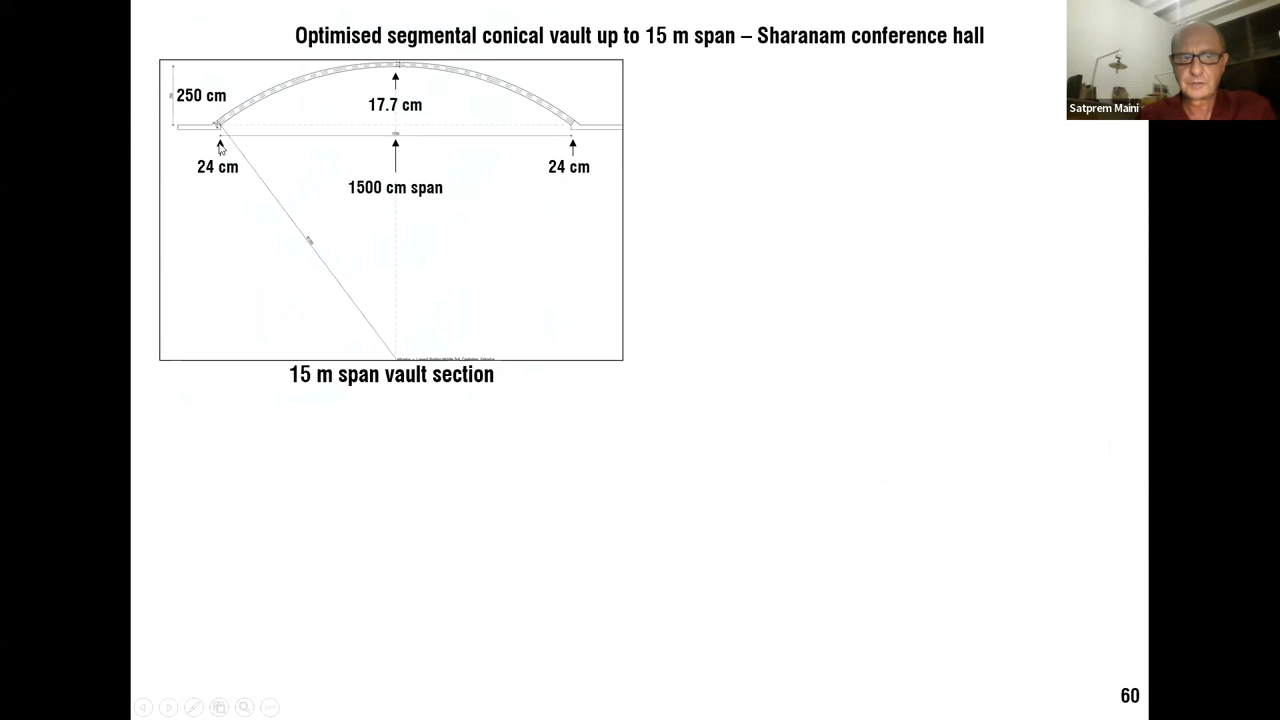 Optimised segmental conical vault up to 15 m span – Sharanam conference hall
Satprem Maini
250 cm
17.7 cm
24 cm
24 cm
1500 cm span
15 m span vault section
60